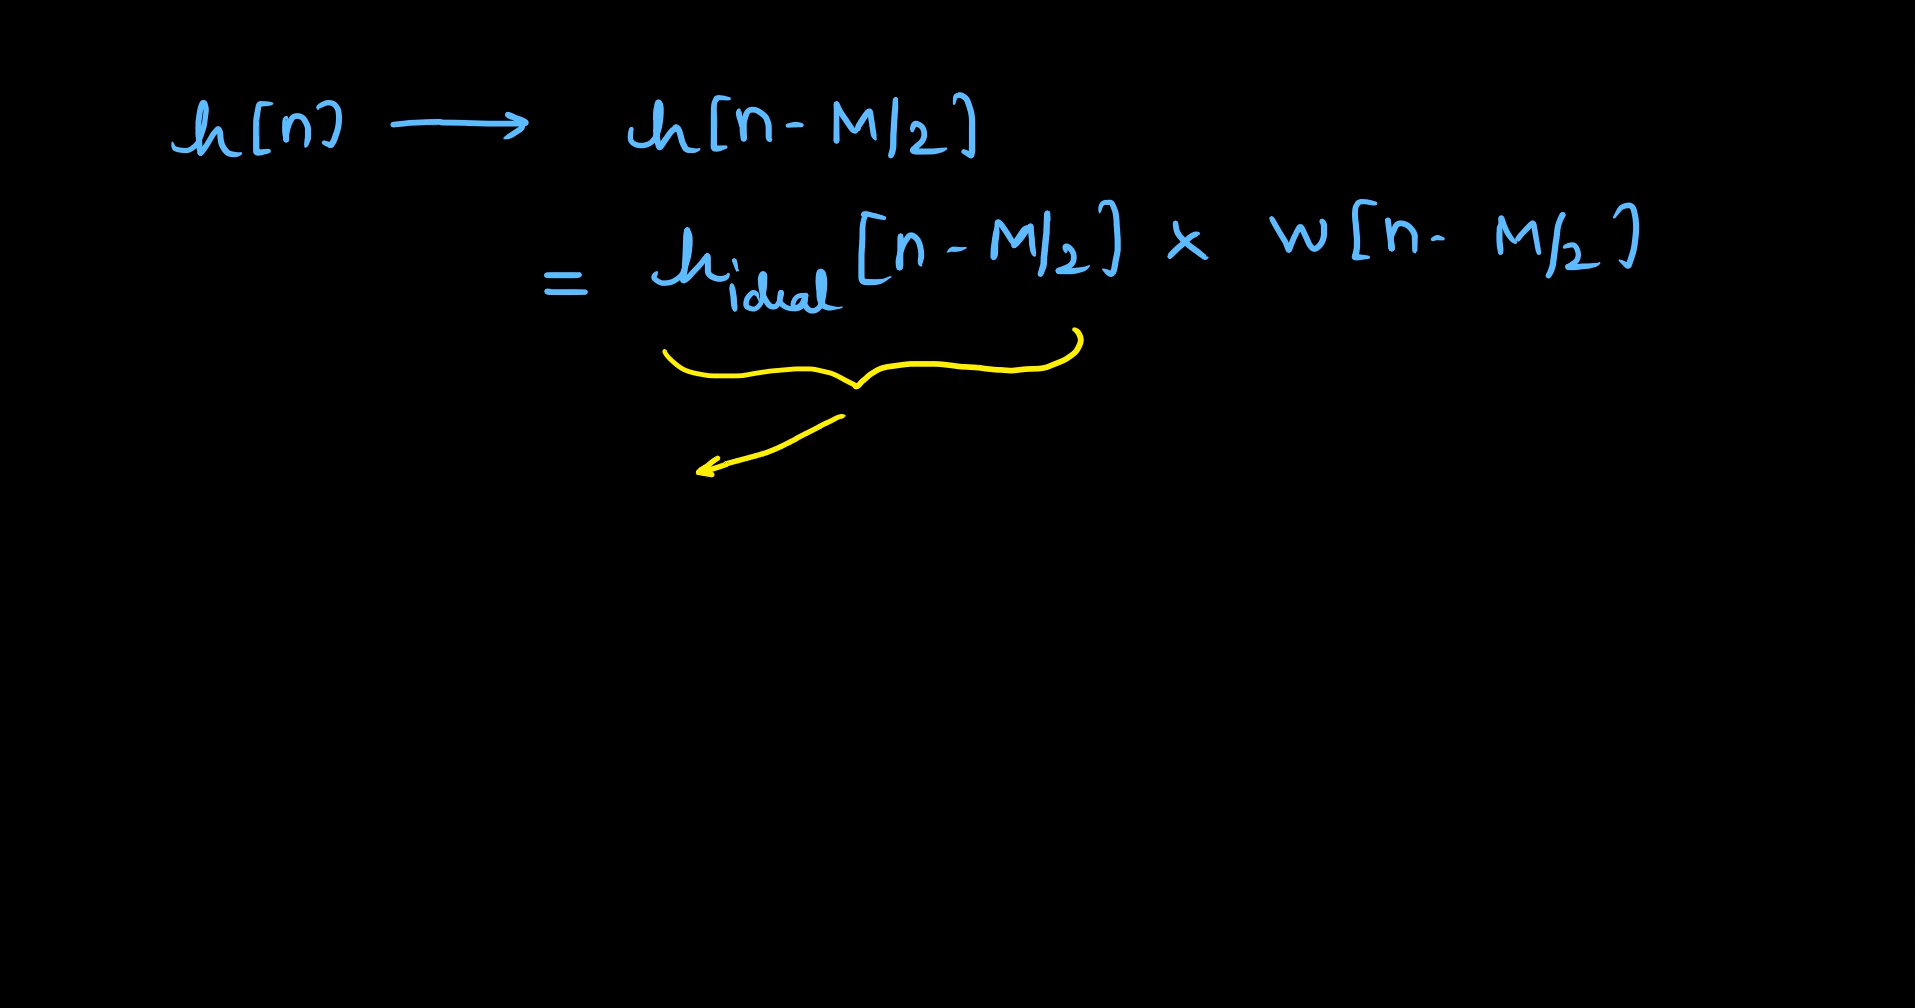 h[n] ⟶ h[n - M/2]
= h_ideal [n - M/2] × w[n - M/2]